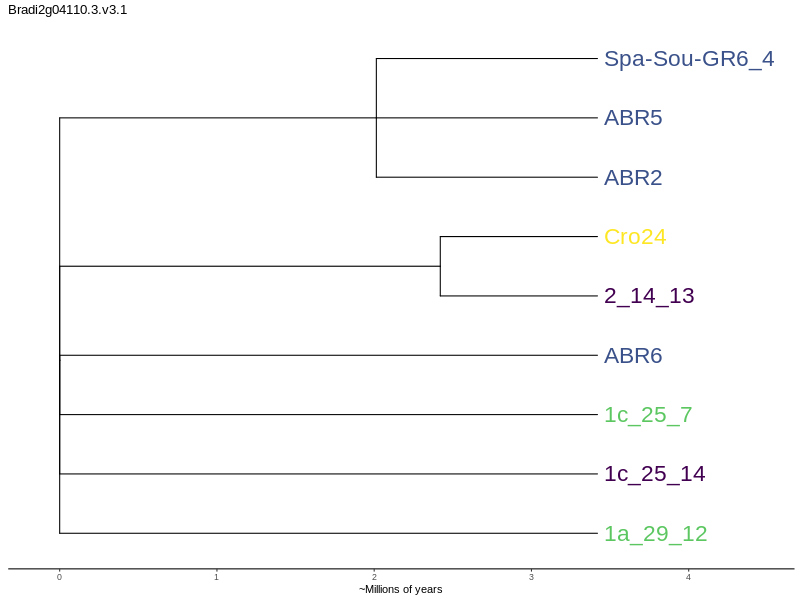 Bradi2g04110.3.v3.1
Spa-Sou-GR6_4
ABR5
ABR2
Cro24
2_14_13
ABR6
1c_25_7
1c_25_14
1a_29_12
0 1 2 3 4
~Millions of years